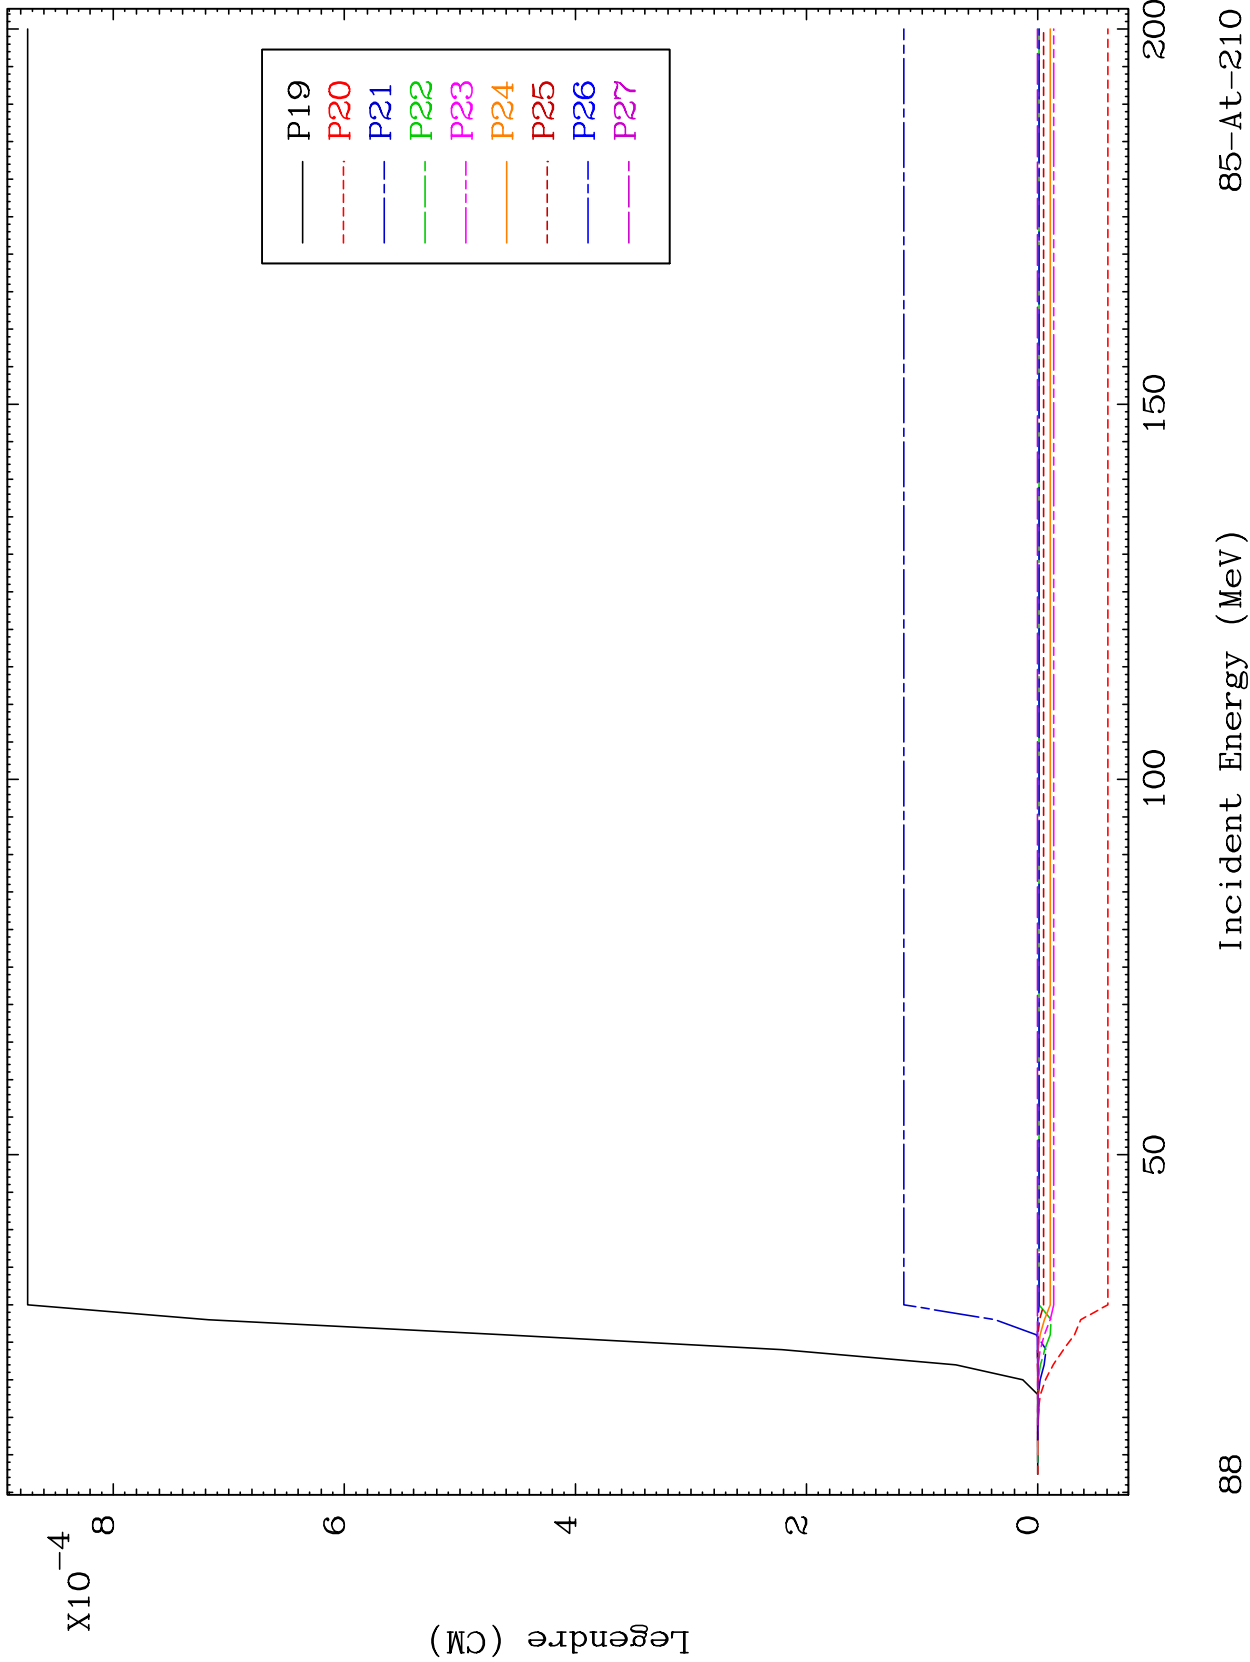 X10-4
8
6
4
2
0
Legendre (CM)
P19
P20
P21
P22
P23
P24
P25
P26
P27
50
100
150
200
88
Incident Energy (MeV)
85-At-210